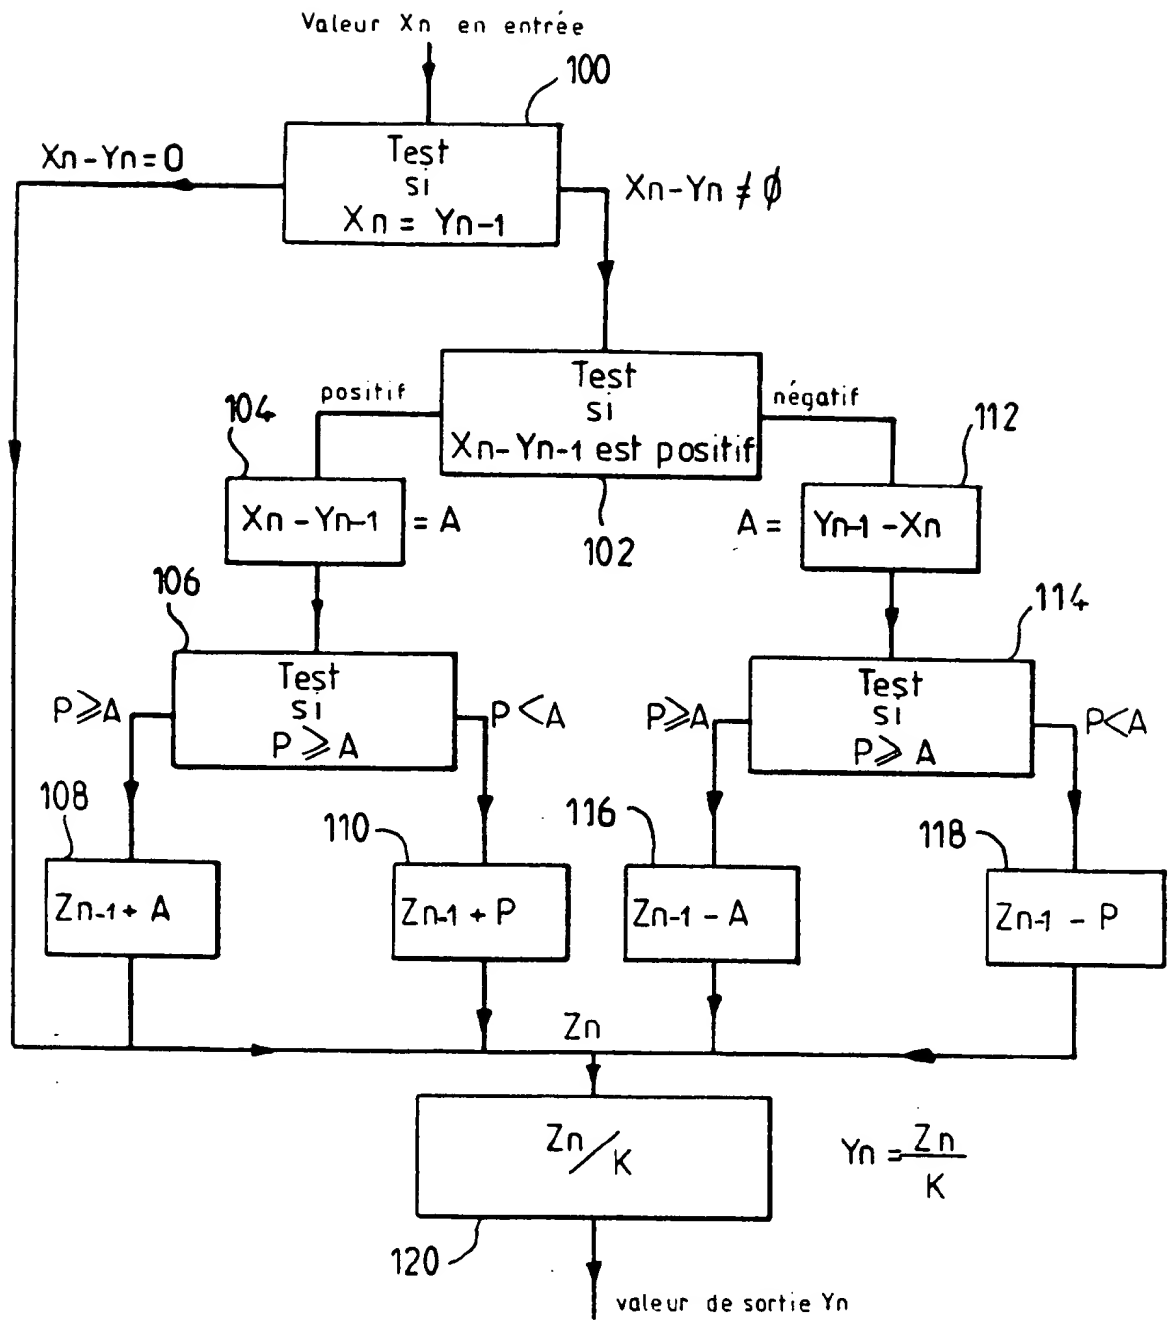 Valeur Xn en entrée
100
Test
si
Xn = Yn-1
Xn-Yn=0
Xn-Yn ≠ ∅
Test
si
Xn-Yn-1 est positif
positif
négatif
102
104
Xn - Yn-1
= A
112
A =
Yn-1 - Xn
106
Test
si
P ⩾ A
P⩾A
P<A
114
Test
si
P⩾ A
P⩾A
P<A
108
Zn-1 + A
110
Zn-1 + P
116
Zn-1 - A
118
Zn-1 - P
Zn
Zn/K
Yn = Zn/K
120
valeur de sortie Yn